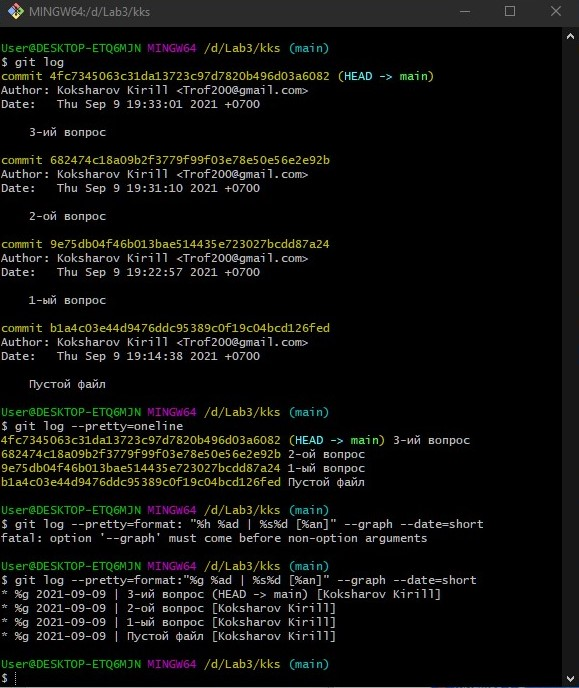 MINGW64:/d/Lab3/kks
User@DESKTOP-ETQ6MJN MINGW64 /d/Lab3/kks (main)
$ git log
commit 4fc7345063c31da13723c97d7820b496d03a6082 (HEAD -> main)
Author: Koksharov Kirill <Trof200@gmail.com>
Date:   Thu Sep 9 19:33:01 2021 +0700
3-ий вопрос
commit 682474c18a09b2f3779f99f03e78e50e56e2e92b
Author: Koksharov Kirill <Trof200@gmail.com>
Date:   Thu Sep 9 19:31:10 2021 +0700
2-ой вопрос
commit 9e75db04f46b013bae514435e723027bcdd87a24
Author: Koksharov Kirill <Trof200@gmail.com>
Date:   Thu Sep 9 19:22:57 2021 +0700
1-ый вопрос
commit b1a4c03e44d9476ddc95389c0f19c04bcd126fed
Author: Koksharov Kirill <Trof200@gmail.com>
Date:   Thu Sep 9 19:14:38 2021 +0700
Пустой файл
User@DESKTOP-ETQ6MJN MINGW64 /d/Lab3/kks (main)
$ git log --pretty=oneline
4fc7345063c31da13723c97d7820b496d03a6082 (HEAD -> main) 3-ий вопрос
682474c18a09b2f3779f99f03e78e50e56e2e92b 2-ой вопрос
9e75db04f46b013bae514435e723027bcdd87a24 1-ый вопрос
b1a4c03e44d9476ddc95389c0f19c04bcd126fed Пустой файл
User@DESKTOP-ETQ6MJN MINGW64 /d/Lab3/kks (main)
$ git log --pretty=format: "%h %ad | %s%d [%an]" --graph --date=short
fatal: option '--graph' must come before non-option arguments
User@DESKTOP-ETQ6MJN MINGW64 /d/Lab3/kks (main)
$ git log --pretty=format:"%g %ad | %s%d [%an]" --graph --date=short
* %g 2021-09-09 | 3-ий вопрос (HEAD -> main) [Koksharov Kirill]
* %g 2021-09-09 | 2-ой вопрос [Koksharov Kirill]
* %g 2021-09-09 | 1-ый вопрос [Koksharov Kirill]
* %g 2021-09-09 | Пустой файл [Koksharov Kirill]
User@DESKTOP-ETQ6MJN MINGW64 /d/Lab3/kks (main)
$